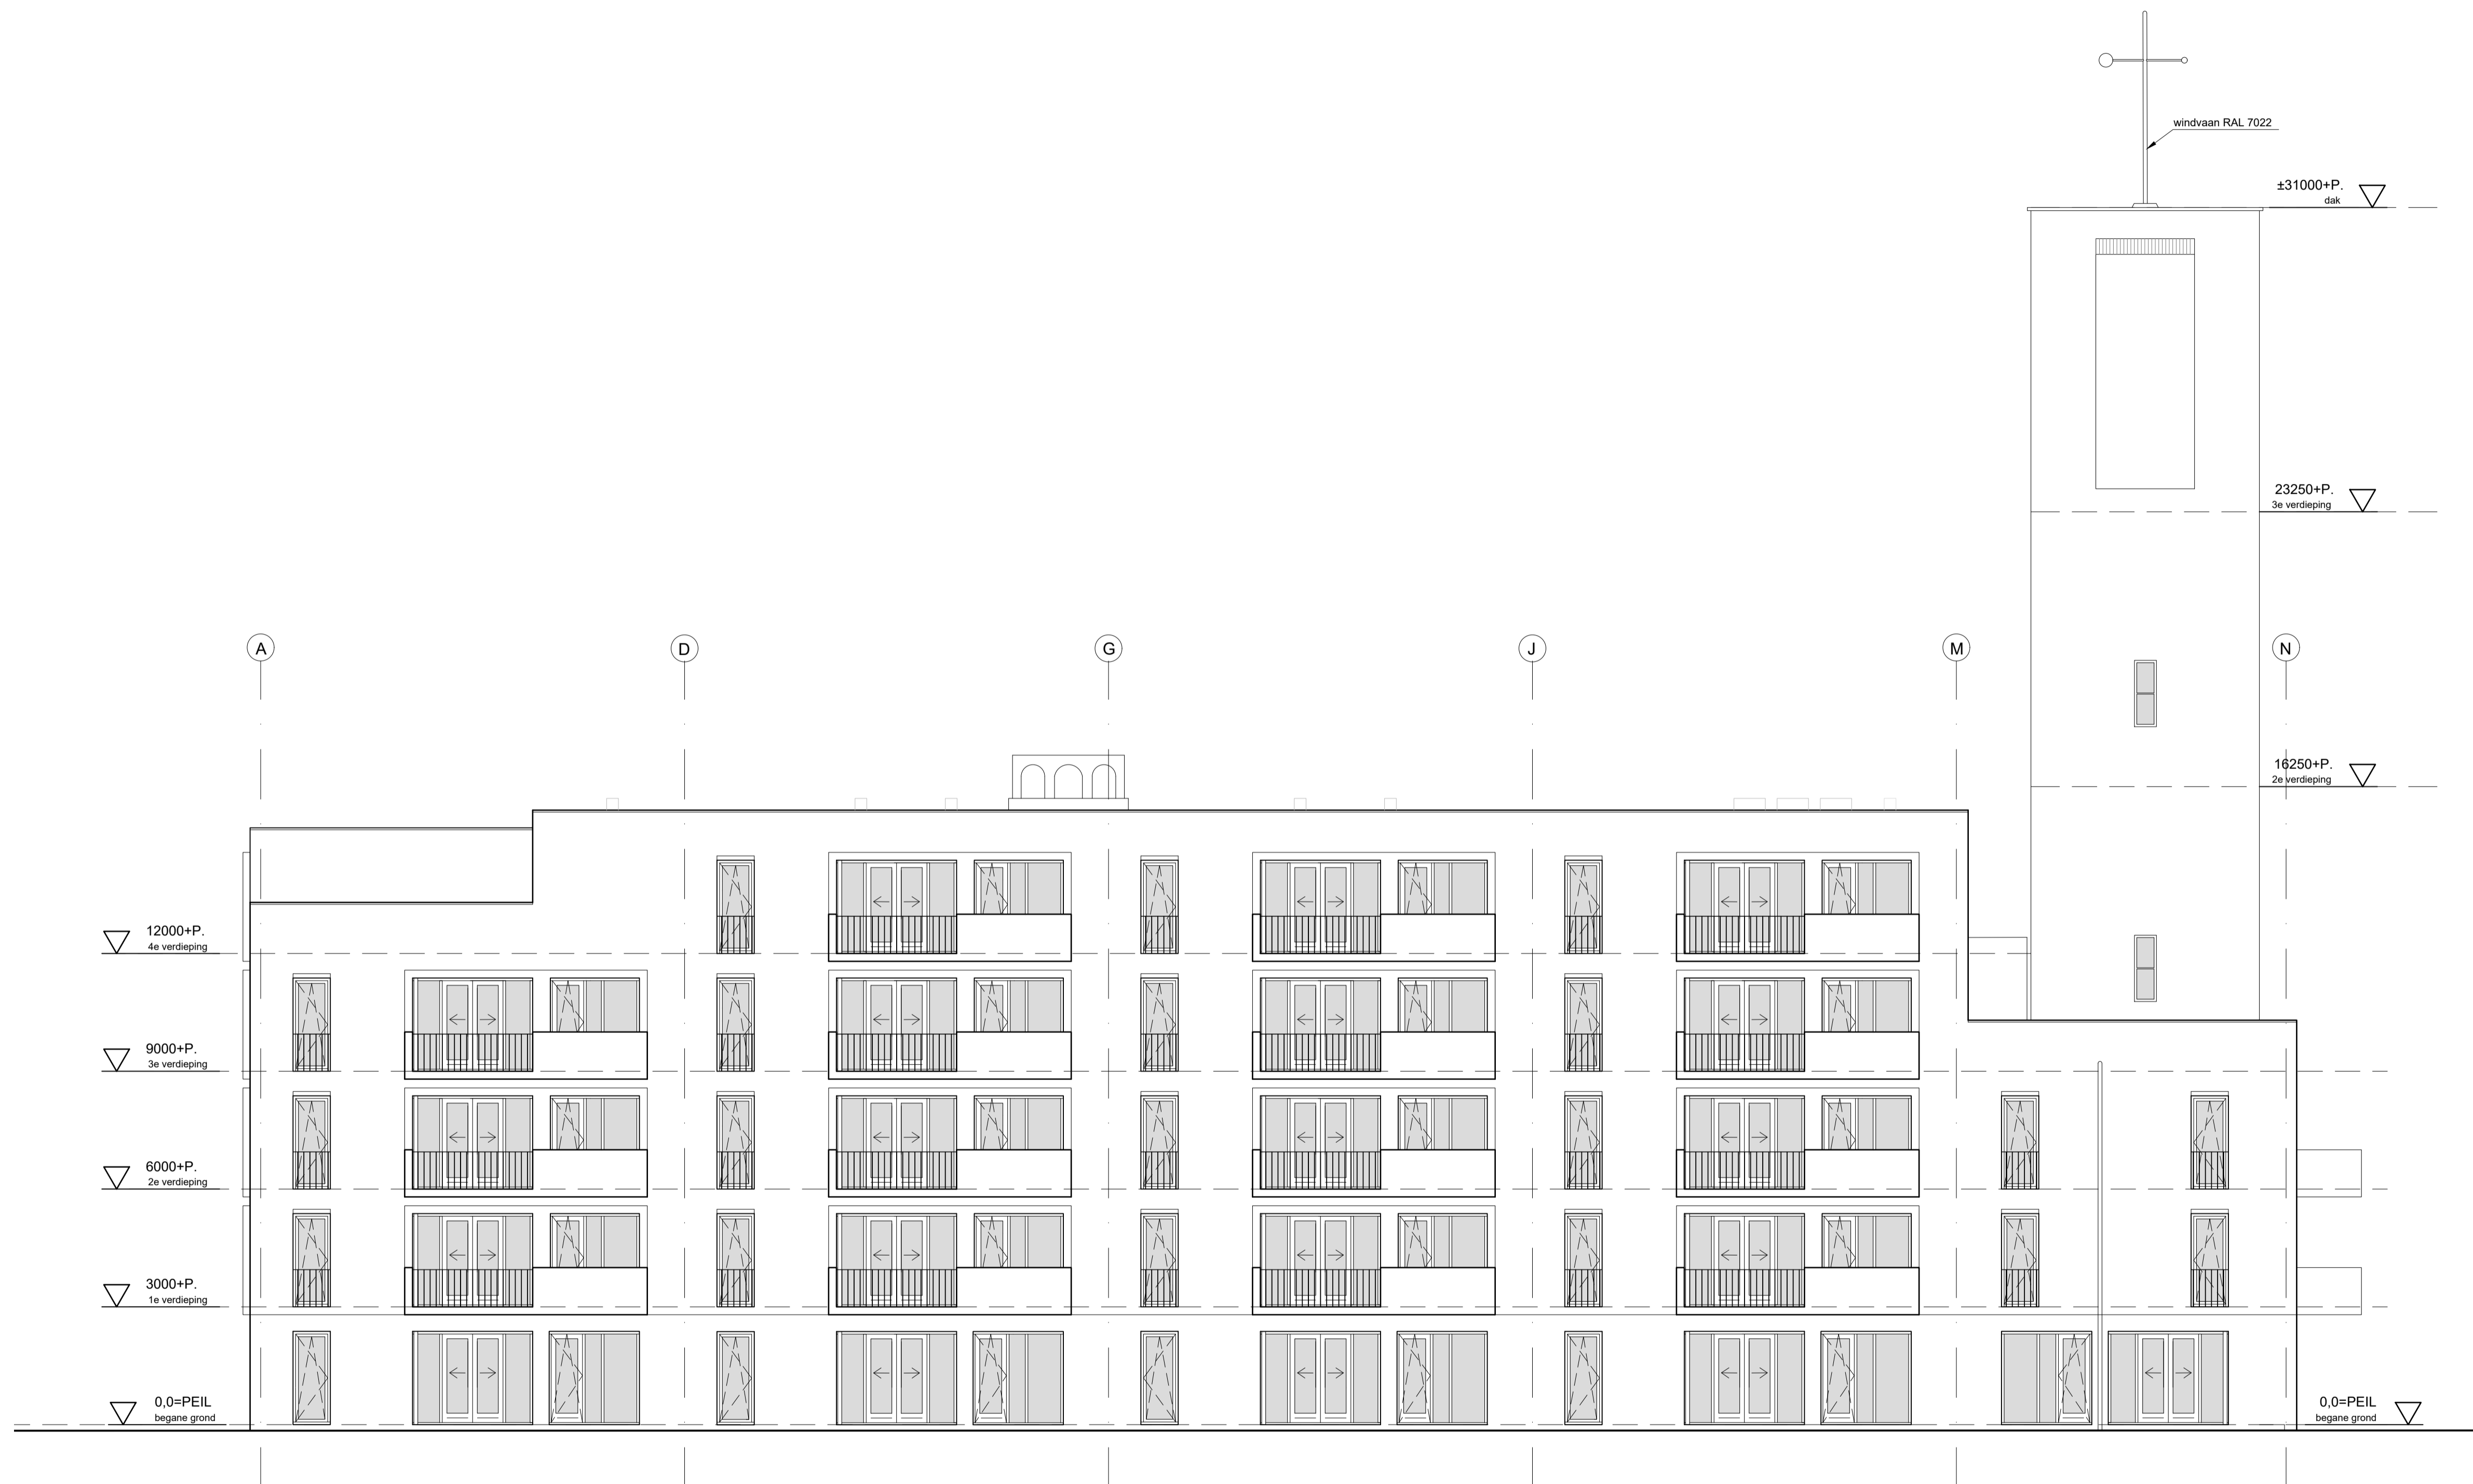 windvaan RAL 7022
±31000+P.
dak
23250+P.
3e verdieping
A
D
G
J
M
N
16250+P.
2e verdieping
12000+P.
4e verdieping
9000+P.
3e verdieping
6000+P.
2e verdieping
3000+P.
1e verdieping
0,0=PEIL
begane grond
0,0=PEIL
begane grond